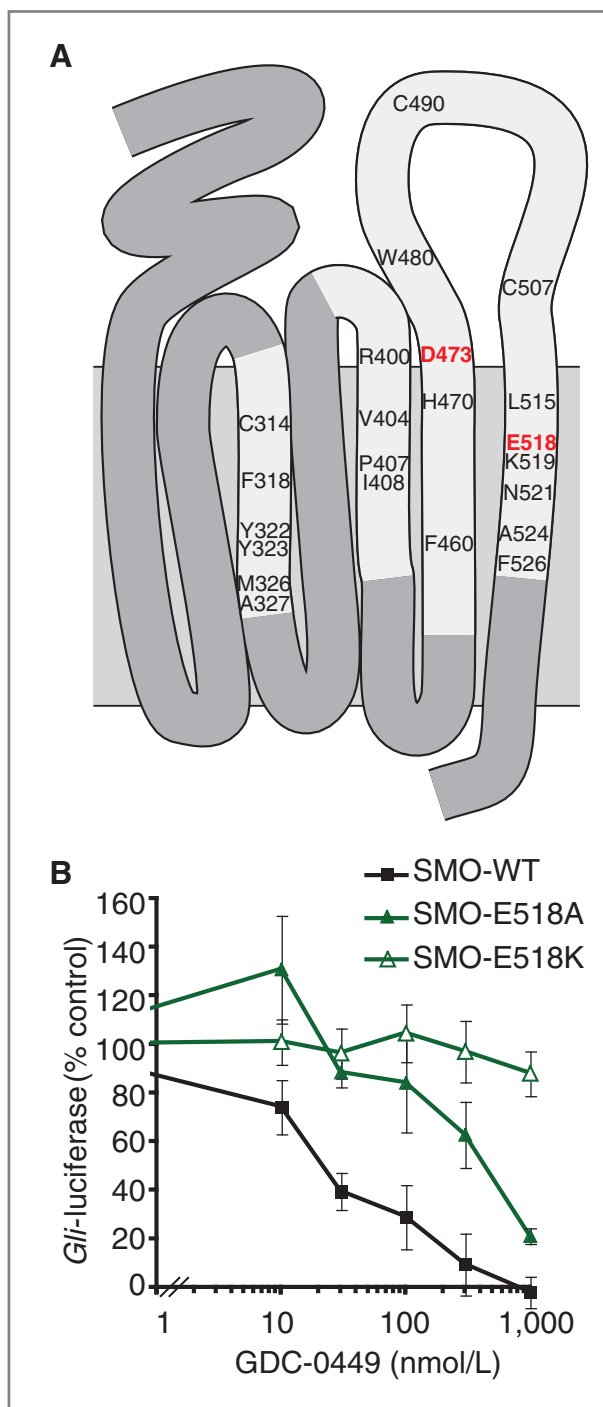 A
C490
W480
C507
R400
D473
C314
V404
H470
L515
E518
P407
K519
F318
I408
N521
Y322
F460
A524
Y323
F526
M326
A327
B
SMO-WT
SMO-E518A
SMO-E518K
Gli-luciferase (% control)
160
140
120
100
80
60
40
20
0
1 10 100 1,000
GDC-0449 (nmol/L)